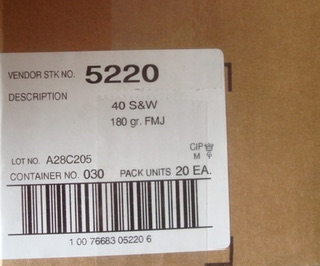 VENDOR STK NO. 5220
DESCRIPTION
40 S&W
180 gr. FMJ
CIP
M
LOT NO. A28C205
CONTAINER NO. 030 PACK UNITS 20 EA.
1 00 76683 05220 6